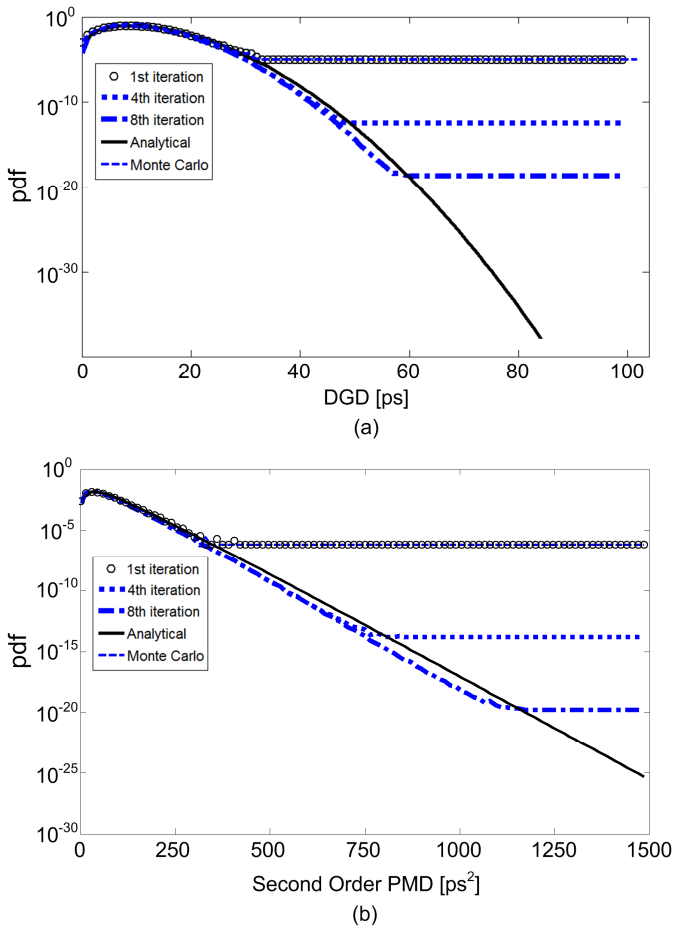 10^0
10^-10
10^-20
10^-30
pdf
1st iteration
4th iteration
8th iteration
Analytical
Monte Carlo
0 20 40 60 80 100
DGD [ps]
(a)
10^0
10^-5
10^-10
10^-15
10^-20
10^-25
10^-30
pdf
1st iteration
4th iteration
8th iteration
Analytical
Monte Carlo
0 250 500 750 1000 1250 1500
Second Order PMD [ps^2]
(b)